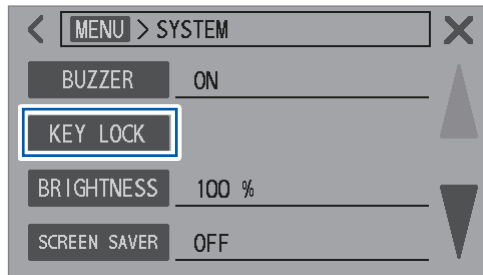 MENU > SYSTEM
BUZZER ON
KEY LOCK
BRIGHTNESS 100 %
SCREEN SAVER OFF